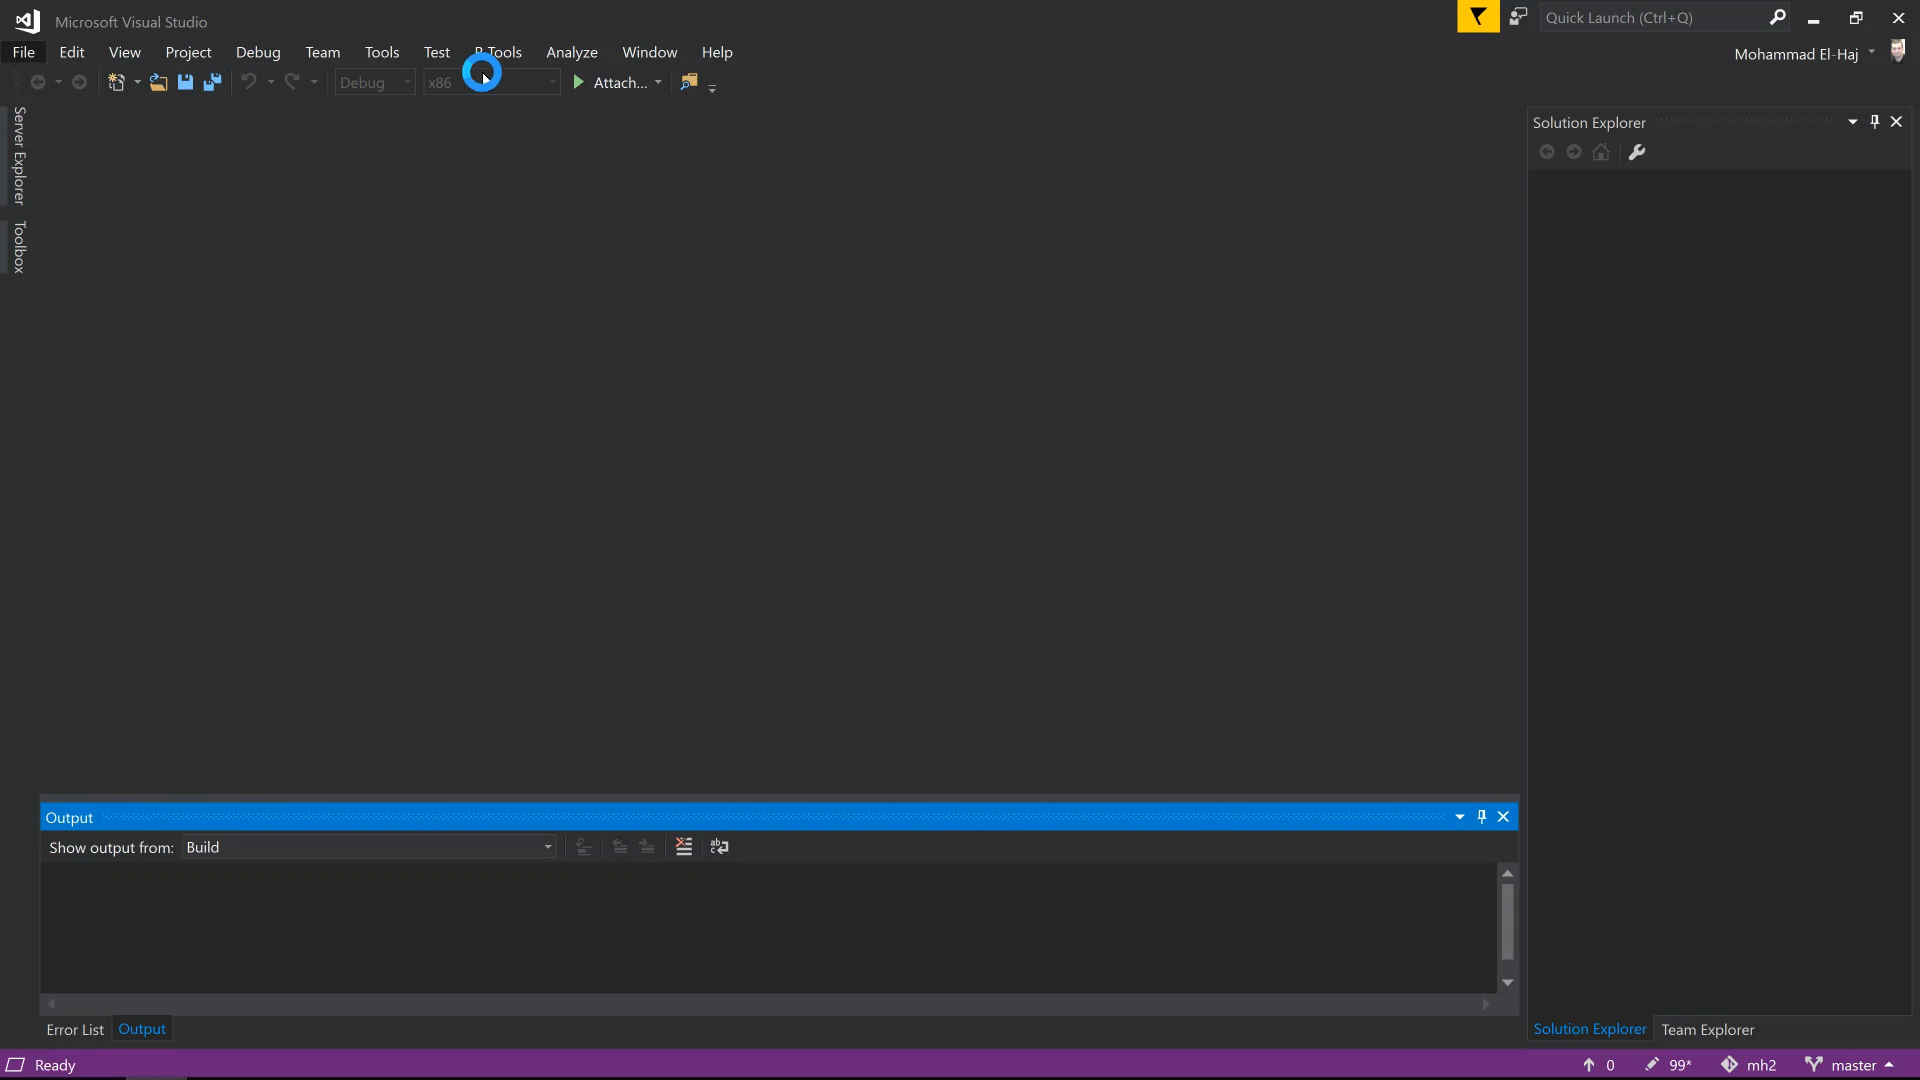 Microsoft Visual Studio
Quick Launch (Ctrl+Q)
File Edit View Project Debug Team Tools Test R Tools Analyze Window Help
Mohammad El-Haj
Debug x86 Attach...
Server Explorer
Toolbox
Solution Explorer
Output
Show output from: Build
Error List Output
Solution Explorer Team Explorer
Ready
0 99* mh2 master